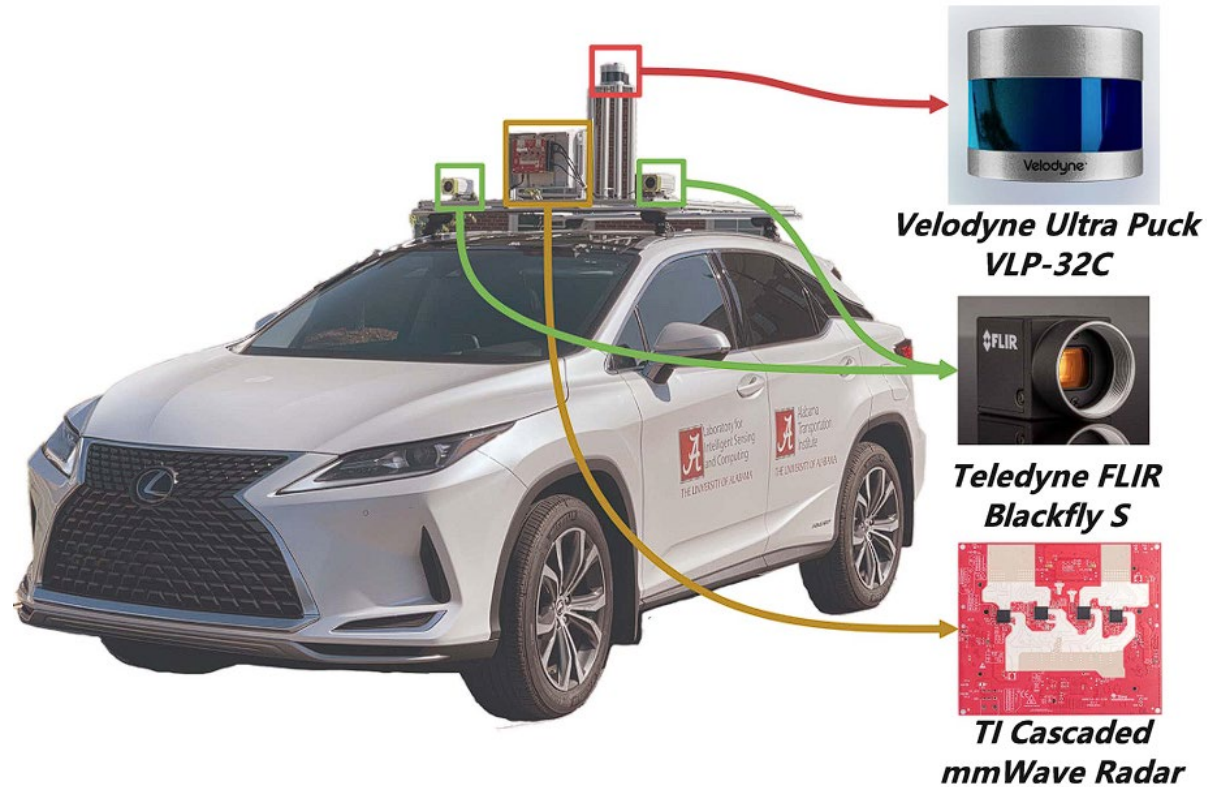 Velodyne
Velodyne Ultra Puck
VLP-32C
FLIR
Teledyne FLIR
Blackfly S
Laboratory for
Intelligent Sensing
and Computing
THE UNIVERSITY OF ALABAMA
Alabama
Transportation
Institute
THE UNIVERSITY OF ALABAMA
TI Cascaded
mmWave Radar